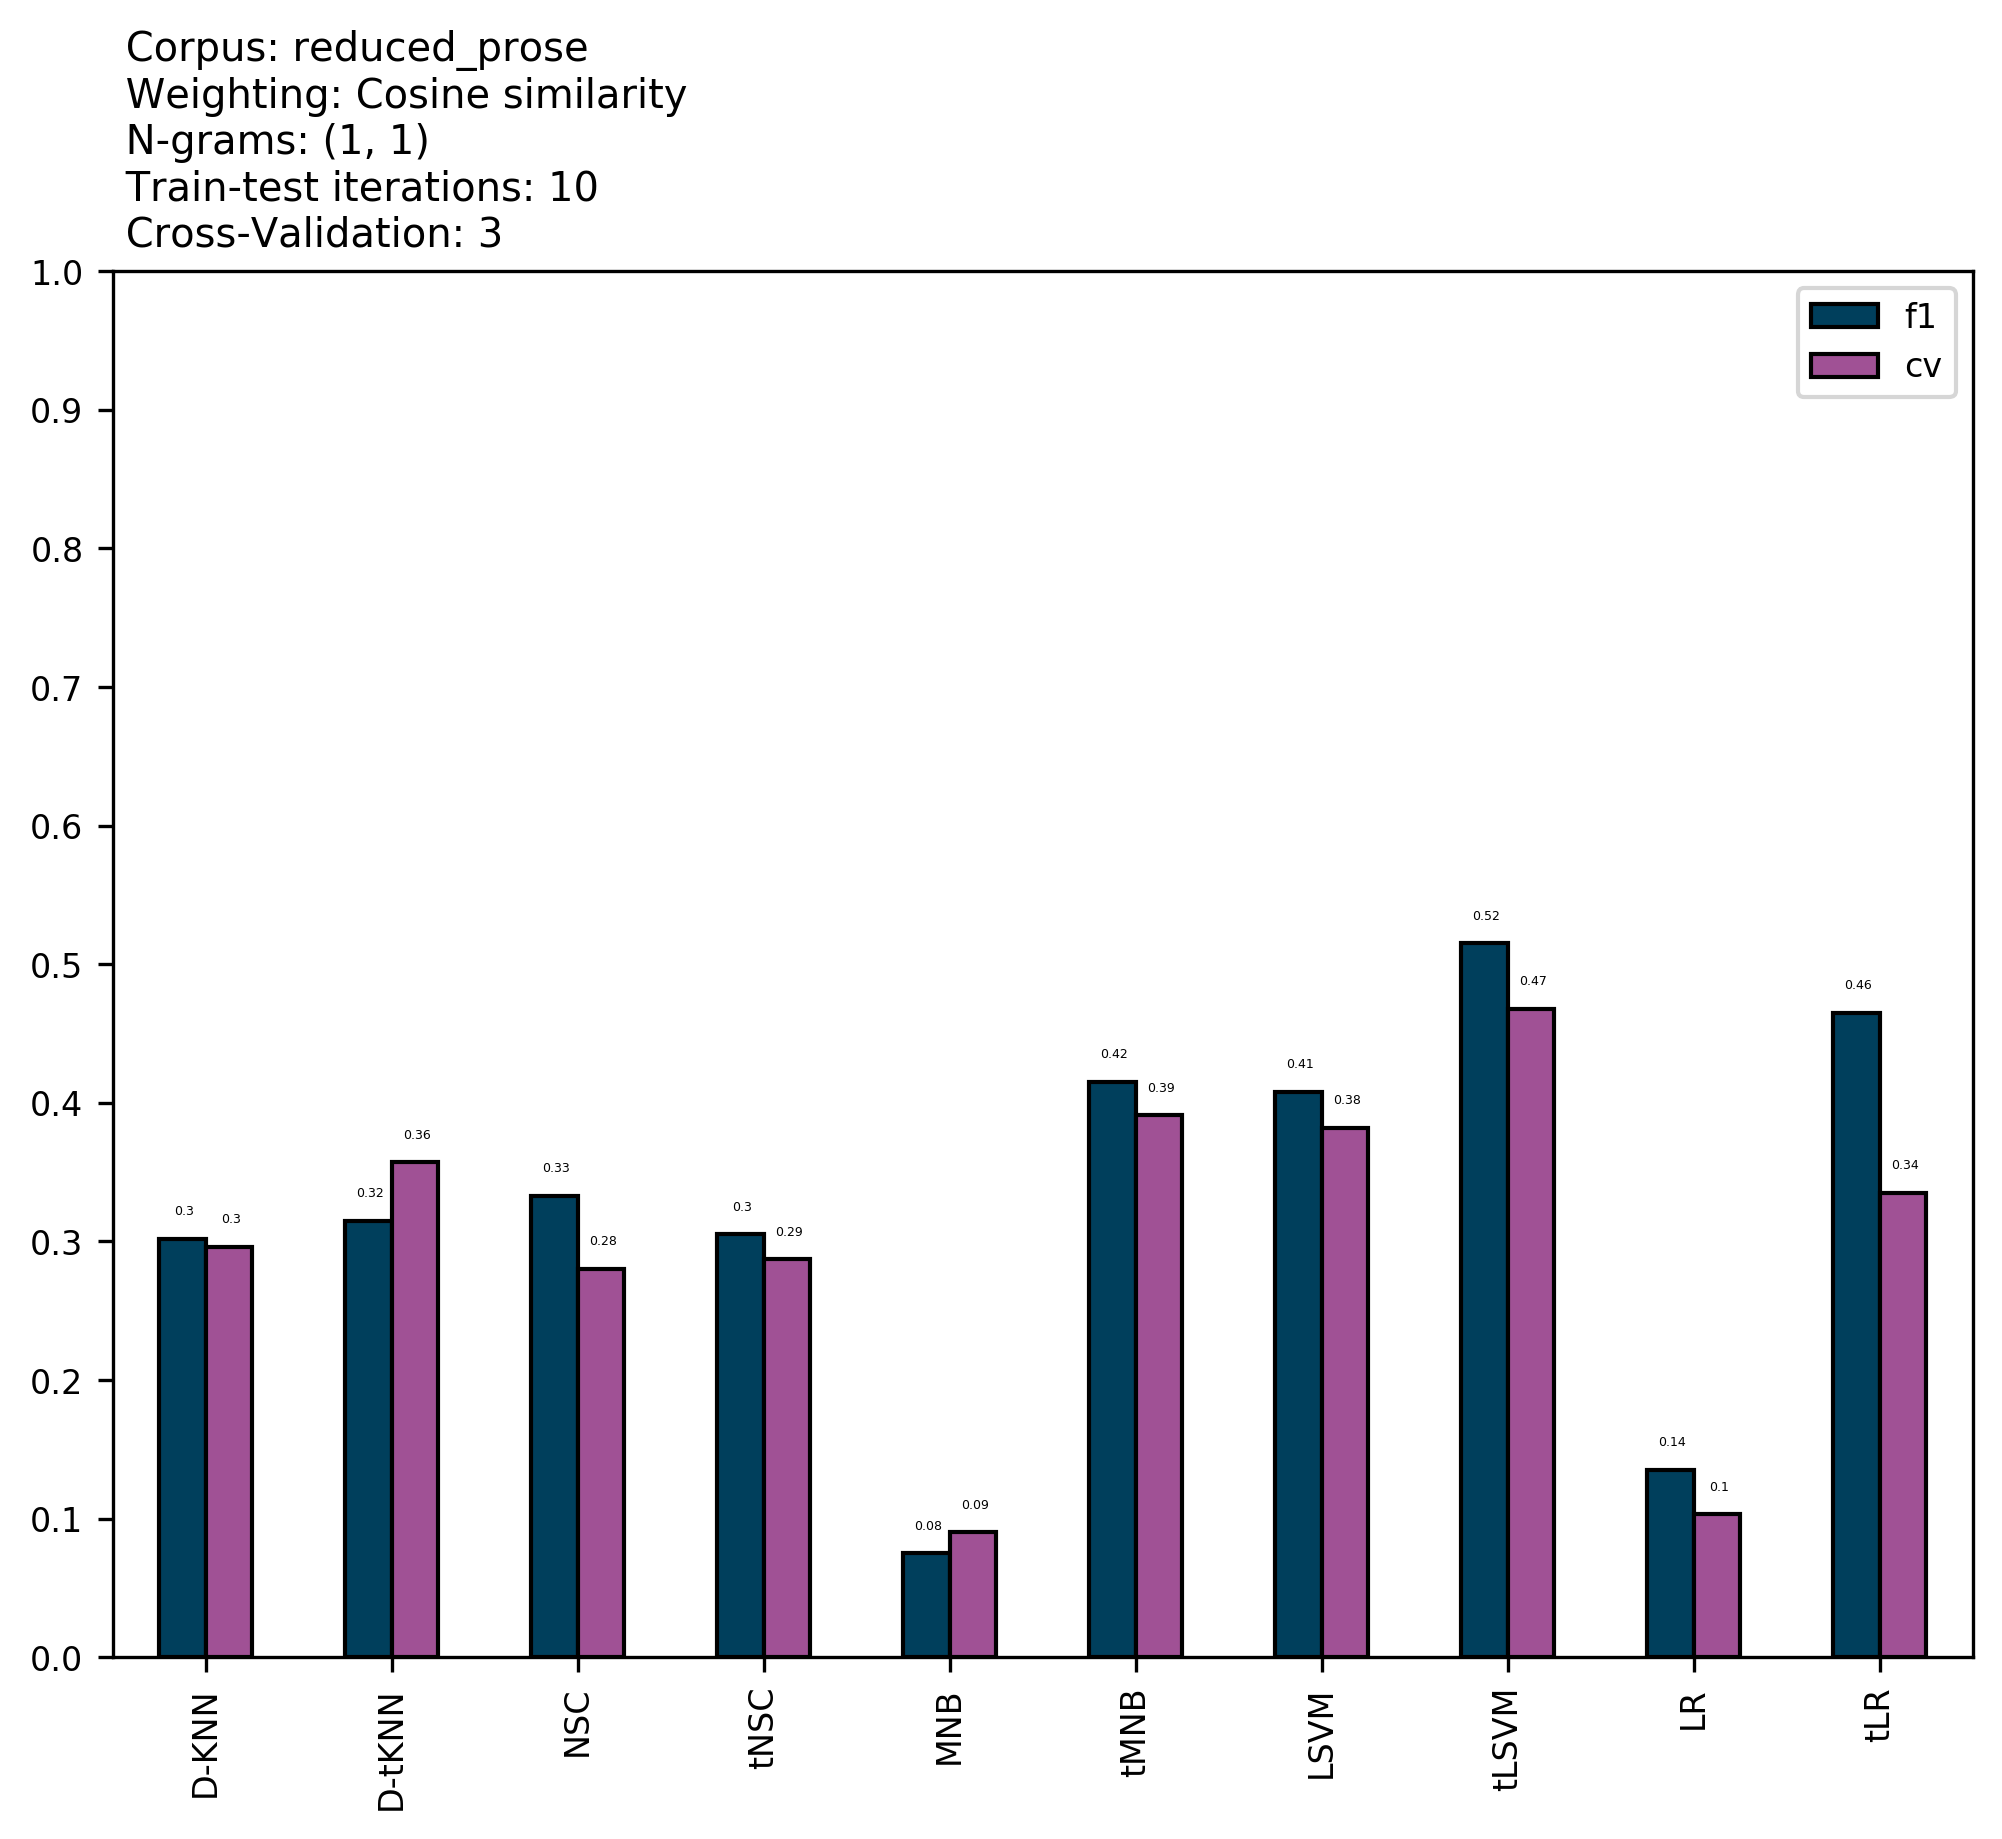 Corpus: reduced_prose
Weighting: Cosine similarity
N-grams: (1, 1)
Train-test iterations: 10
Cross-Validation: 3
1.0
0.9
0.8
0.7
0.6
0.5
0.4
0.3
0.2
0.1
0.0
f1
cv
0.3
0.3
0.32
0.36
0.33
0.28
0.3
0.29
0.08
0.09
0.42
0.39
0.41
0.38
0.52
0.47
0.14
0.1
0.46
0.34
D-KNN
D-tKNN
NSC
tNSC
MNB
tMNB
LSVM
tLSVM
LR
tLR